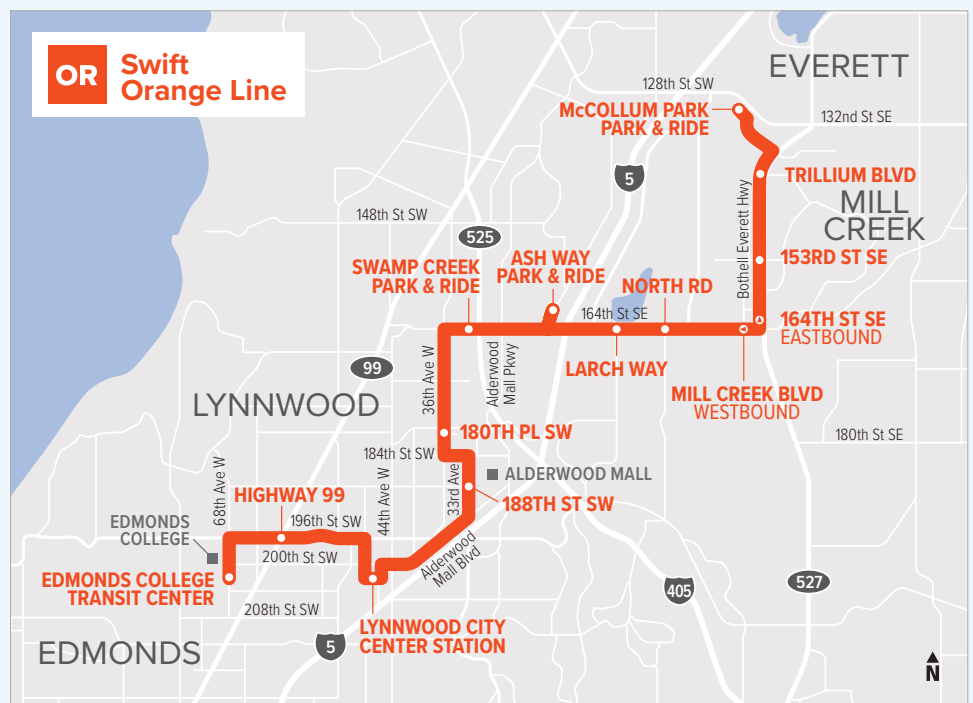 OR
Swift
Orange Line
EVERETT
128th St SW
McCOLLUM PARK
PARK & RIDE
132nd St SE
5
TRILLIUM BLVD
MILL
CREEK
Bothell Everett Hwy
148th St SW
525
SWAMP CREEK
PARK & RIDE
ASH WAY
PARK & RIDE
NORTH RD
153RD ST SE
164th St SE
164TH ST SE
EASTBOUND
LARCH WAY
MILL CREEK BLVD
WESTBOUND
99
36th Ave W
Alderwood
Mall Pkwy
LYNNWOOD
180TH PL SW
180th St SE
184th St SW
ALDERWOOD MALL
33rd Ave
188TH ST SW
68th Ave W
HIGHWAY 99
44th Ave W
196th St SW
EDMONDS
COLLEGE
200th St SW
Alderwood
Mall Blvd
EDMONDS COLLEGE
TRANSIT CENTER
208th St SW
405
527
LYNNWOOD CITY
CENTER STATION
5
EDMONDS
N